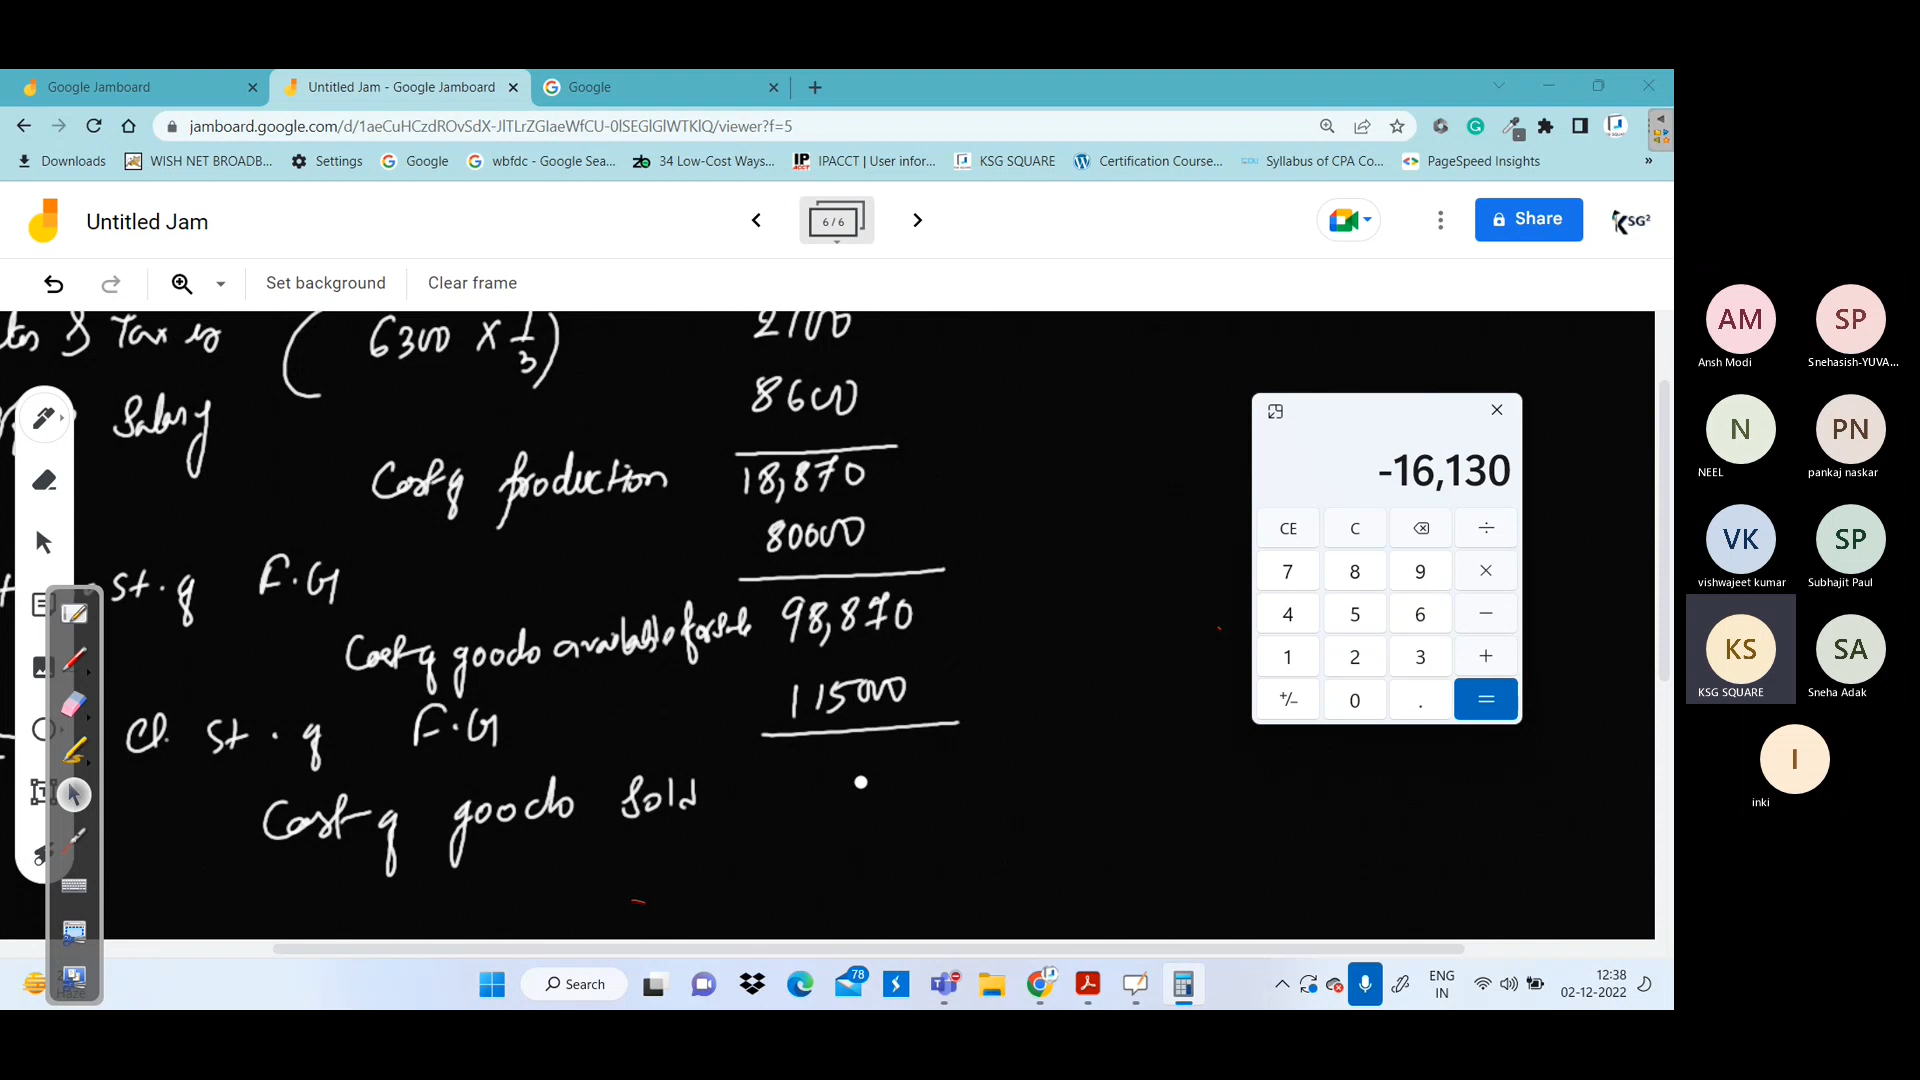 Google Jamboard
Untitled Jam - Google Jamboard
Google
jamboard.google.com/d/1aeCuHCzdROvSdX-JlTLrZGIaeWfCU-0lSEGlGlWTKlQ/viewer?f=5
Downloads WISH NET BROADB... Settings Google wbfdc - Google Sea... 34 Low-Cost Ways... IPACCT | User infor... KSG SQUARE Certification Course... Syllabus of CPA Co... PageSpeed Insights »
Untitled Jam
6 / 6
Share
KSG²
Set background Clear frame
& Taxes (6300 × 1/3) 2100
Salary 8600
Cost of production 18,870
80000
St. of F.G
Cost of goods available for sale 98,870
Cl. St. of F.G 115000
Cost of goods sold
-16,130
CE C ÷
7 8 9 ×
4 5 6 −
1 2 3 +
+/− 0 . =
AM
Ansh Modi
SP
Snehasish-YUVA...
N
NEEL
PN
pankaj naskar
VK
vishwajeet kumar
SP
Subhajit Paul
KS
KSG SQUARE
SA
Sneha Adak
I
inki
Haze
Search
78
ENG
IN
12:38
02-12-2022